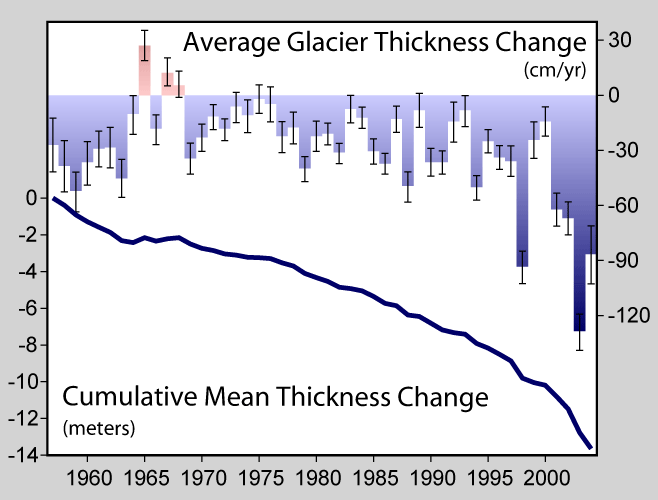 Average Glacier Thickness Change
(cm/yr)
30
0
-30
-60
-90
-120
0
-2
-4
-6
-8
-10
-12
-14
Cumulative Mean Thickness Change
(meters)
1960 1965 1970 1975 1980 1985 1990 1995 2000